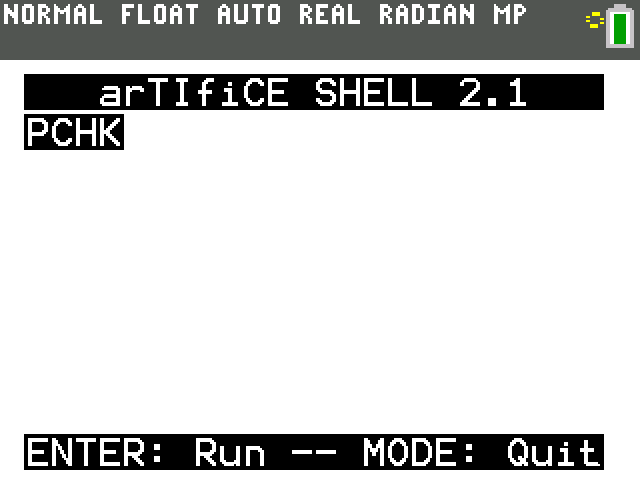 NORMAL FLOAT AUTO REAL RADIAN MP
arTIfiCE SHELL 2.1
PCHK
ENTER: Run -- MODE: Quit